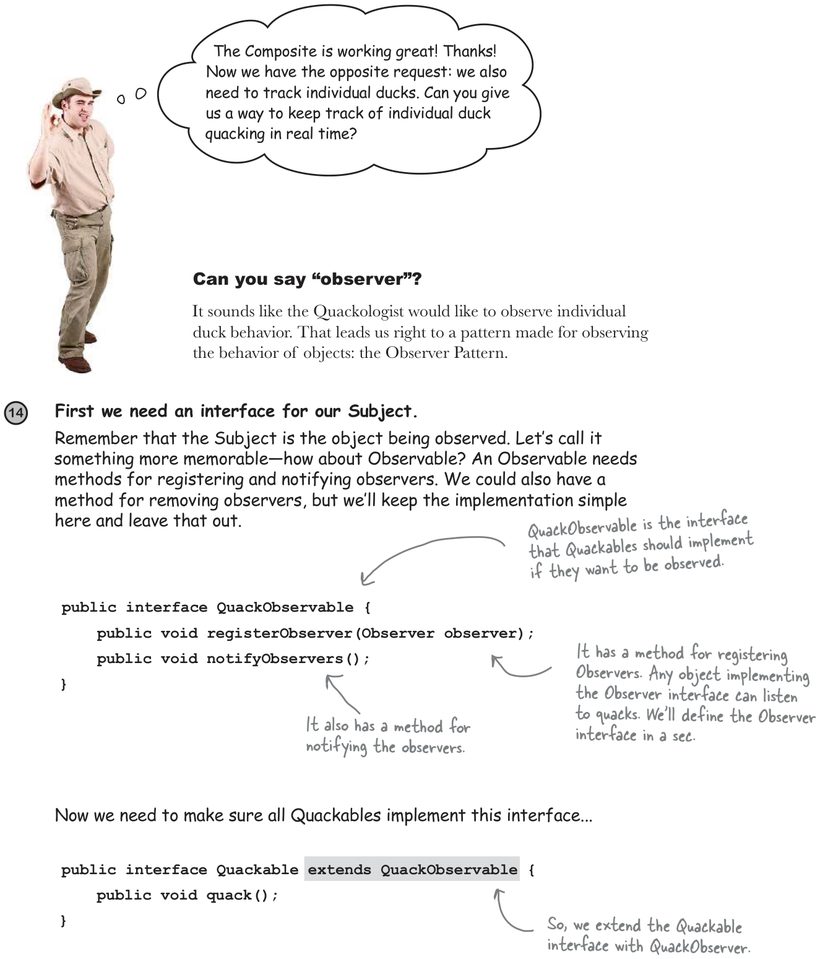 The Composite is working great! Thanks!
Now we have the opposite request: we also
need to track individual ducks. Can you give
us a way to keep track of individual duck
quacking in real time?
Can you say “observer”?
It sounds like the Quackologist would like to observe individual
duck behavior. That leads us right to a pattern made for observing
the behavior of objects: the Observer Pattern.
14
First we need an interface for our Subject.
Remember that the Subject is the object being observed. Let’s call it
something more memorable—how about Observable? An Observable needs
methods for registering and notifying observers. We could also have a
method for removing observers, but we’ll keep the implementation simple
here and leave that out.
QuackObservable is the interface
that Quackables should implement
if they want to be observed.
public interface QuackObservable {
public void registerObserver(Observer observer);
public void notifyObservers();
}
It has a method for registering
Observers. Any object implementing
the Observer interface can listen
to quacks. We’ll define the Observer
interface in a sec.
It also has a method for
notifying the observers.
Now we need to make sure all Quackables implement this interface...
public interface Quackable extends QuackObservable {
public void quack();
}
So, we extend the Quackable
interface with QuackObserver.